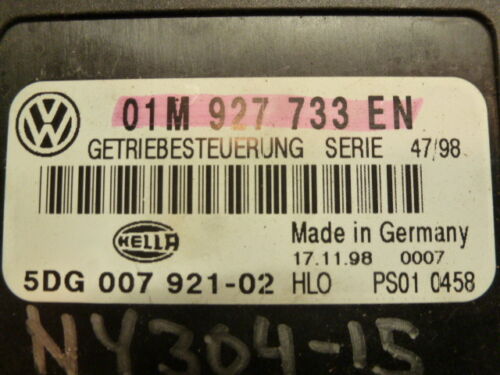 01M 927 733 EN
GETRIEBESTEUERUNG SERIE 47/98
HELLA
Made in Germany
17.11.98 0007
5DG 007 921-02 HLO PS01 0458
NY304-15